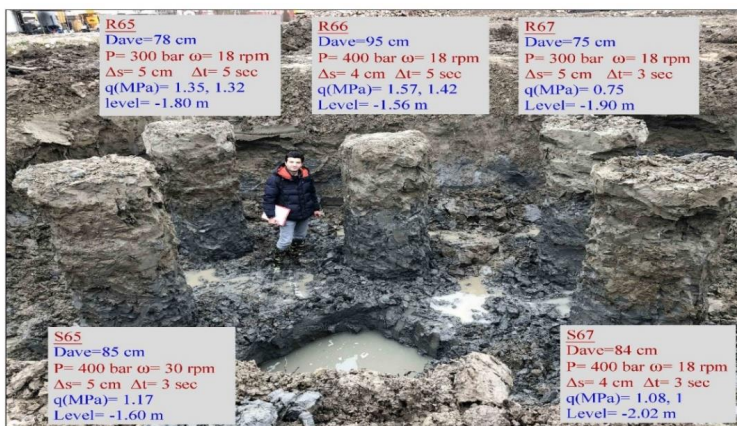 R65
Dave=78 cm
P= 300 bar ω= 18 rpm
Δs= 5 cm Δt= 5 sec
q(MPa)= 1.35, 1.32
level= -1.80 m
R66
Dave=95 cm
P= 400 bar ω= 18 rpm
Δs= 4 cm Δt= 5 sec
q(MPa)= 1.57, 1.42
Level= -1.56 m
R67
Dave=75 cm
P= 300 bar ω= 18 rpm
Δs= 5 cm Δt= 3 sec
q(MPa)= 0.75
Level= -1.90 m
S65
Dave=85 cm
P= 400 bar ω= 30 rpm
Δs= 5 cm Δt= 3 sec
q(MPa)= 1.17
Level= -1.60 m
S67
Dave=84 cm
P= 400 bar ω= 18 rpm
Δs= 4 cm Δt= 3 sec
q(MPa)= 1.08, 1
Level= -2.02 m